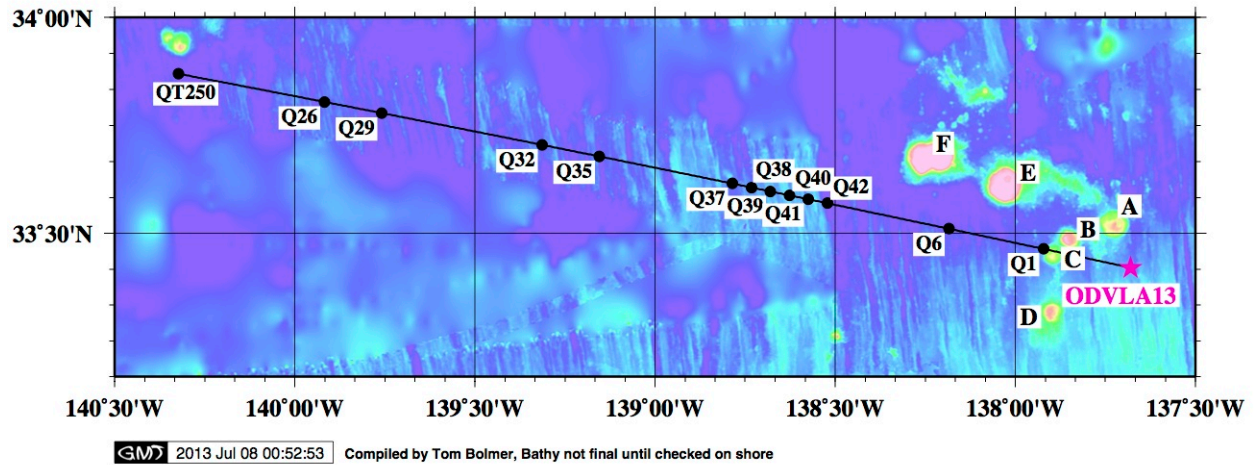 34°00'N
QT250
Q26
Q29
Q32
Q35
Q37
Q38
Q39
Q40
Q41
Q42
F
E
A
B
33°30'N
Q6
Q1
C
ODVLA13
D
140°30'W 140°00'W 139°30'W 139°00'W 138°30'W 138°00'W 137°30'W
GMT 2013 Jul 08 00:52:53 Compiled by Tom Bolmer, Bathy not final until checked on shore